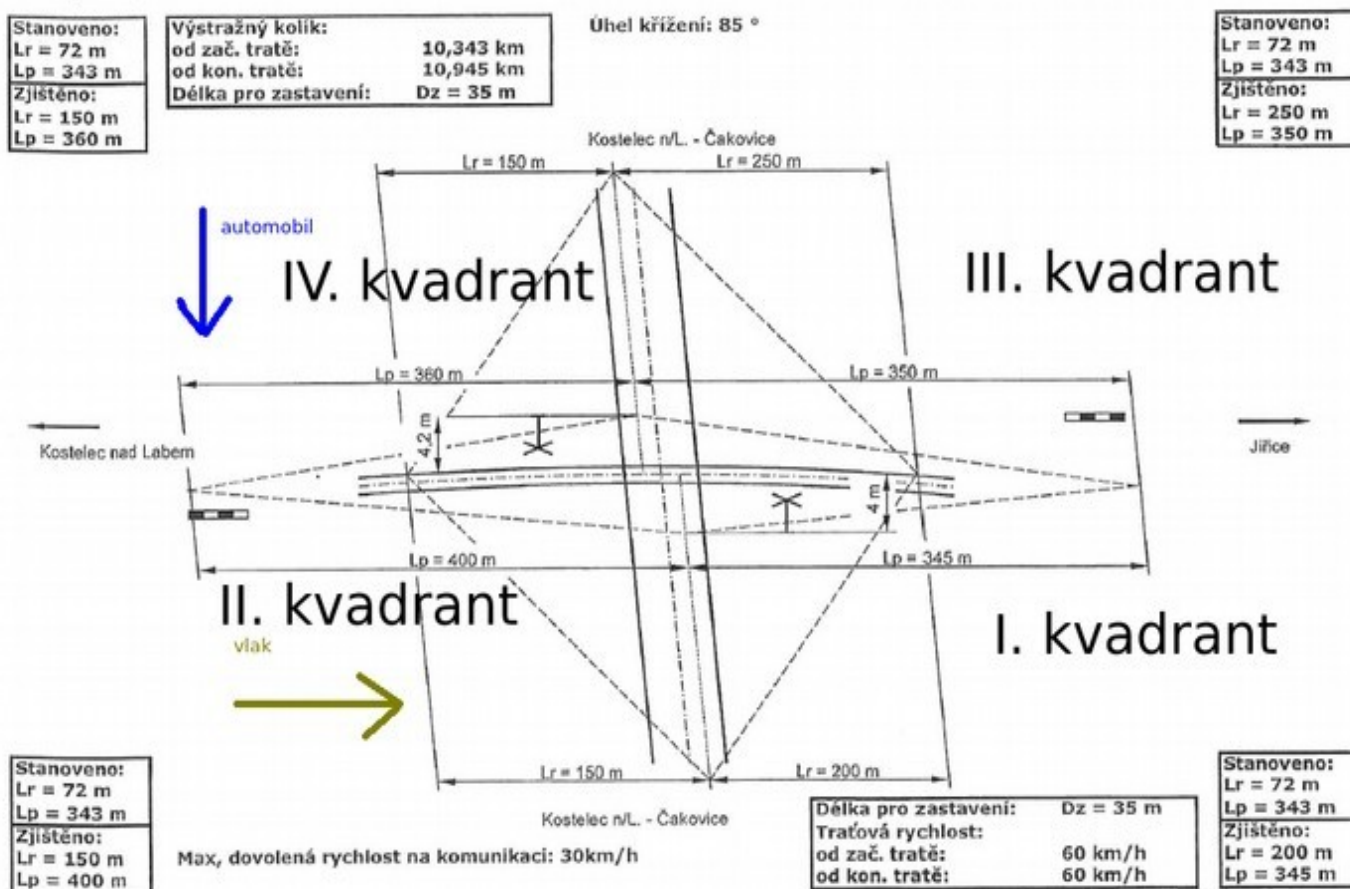 Stanoveno:
Lr = 72 m
Lp = 343 m
Zjištěno:
Lr = 150 m
Lp = 360 m
Výstražný kolík:
od zač. tratě: 10,343 km
od kon. tratě: 10,945 km
Délka pro zastavení: Dz = 35 m
Úhel křížení: 85 °
Stanoveno:
Lr = 72 m
Lp = 343 m
Zjištěno:
Lr = 250 m
Lp = 350 m
Kostelec n/L. - Čakovice
Lr = 150 m
Lr = 250 m
automobil
IV. kvadrant
III. kvadrant
Lp = 360 m
Lp = 350 m
Kostelec nad Labem
4,2 m
Jiřice
4 m
Lp = 400 m
Lp = 345 m
II. kvadrant
I. kvadrant
vlak
Lr = 150 m
Lr = 200 m
Kostelec n/L. - Čakovice
Stanoveno:
Lr = 72 m
Lp = 343 m
Zjištěno:
Lr = 150 m
Lp = 400 m
Max, dovolená rychlost na komunikaci: 30km/h
Délka pro zastavení: Dz = 35 m
Traťová rychlost:
od zač. tratě: 60 km/h
od kon. tratě: 60 km/h
Stanoveno:
Lr = 72 m
Lp = 343 m
Zjištěno:
Lr = 200 m
Lp = 345 m